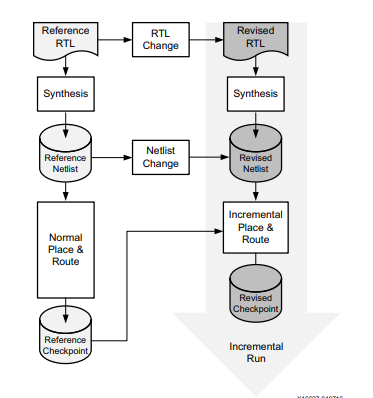 Reference
RTL
RTL
Change
Revised
RTL
Synthesis
Synthesis
Reference
Netlist
Netlist
Change
Revised
Netlist
Normal
Place &
Route
Incremental
Place &
Route
Revised
Checkpoint
Reference
Checkpoint
Incremental
Run